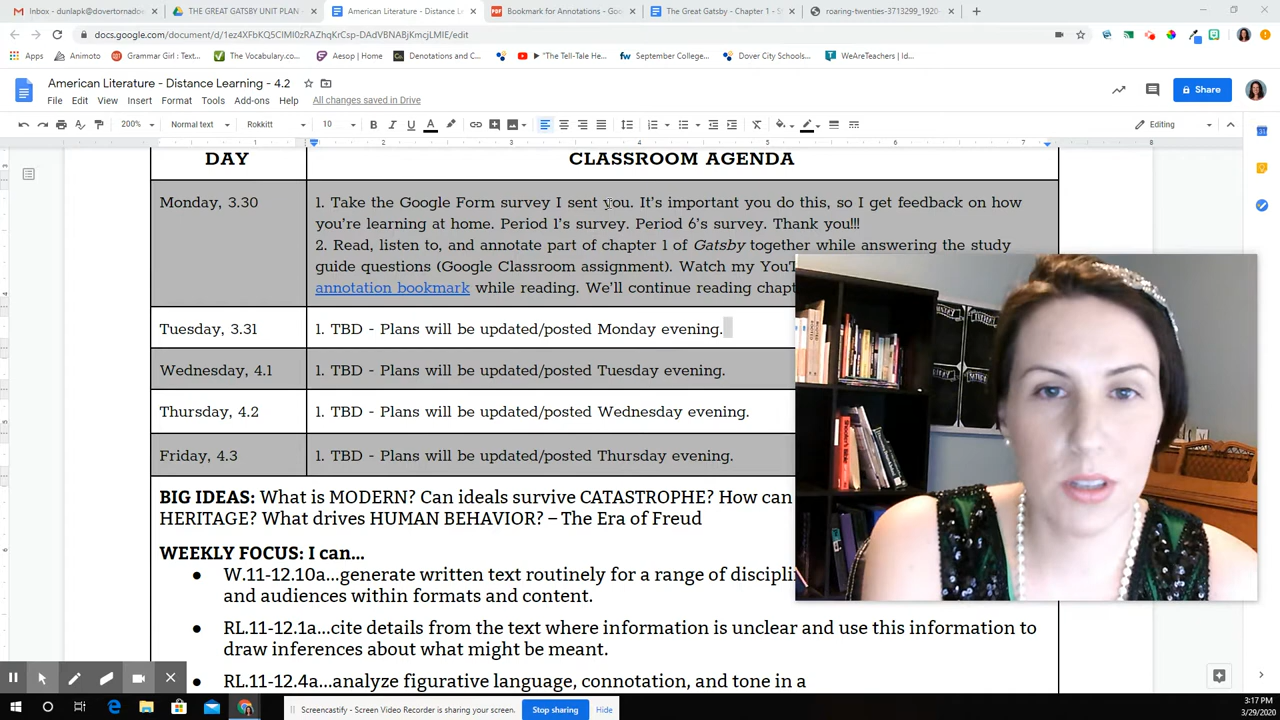 Inbox - dunlapk@dovertornadoe
THE GREAT GATSBY UNIT PLAN -
American Literature - Distance Le
Bookmark for Annotations - Goo
The Great Gatsby - Chapter 1 - S
roaring-twenties-3713299_1920
docs.google.com/document/d/1ez4XFbKQ5ClMI0zRAZhqKrCsp-DAdVBNABjKmcjLMIE/edit
Apps
Animoto
Grammar Girl : Ten...
The Vocabulary.co...
Aesop | Home
Denotations and C...
"The Tell-Tale He...
September College...
Dover City Schools...
WeAreTeachers | Id...
American Literature - Distance Learning - 4.2
File Edit View Insert Format Tools Add-ons Help All changes saved in Drive
Share
200% Normal text Rokkitt 10 B I U A Editing
1 2 3 4 5 6 7 8
DAY CLASSROOM AGENDA
Monday, 3.30
1. Take the Google Form survey I sent you. It's important you do this, so I get feedback on how
you're learning at home. Period 1's survey. Period 6's survey. Thank you!!!
2. Read, listen to, and annotate part of chapter 1 of Gatsby together while answering the study
guide questions (Google Classroom assignment). Watch my YouT
annotation bookmark while reading. We'll continue reading chapt
Tuesday, 3.31 1. TBD - Plans will be updated/posted Monday evening.
Wednesday, 4.1 1. TBD - Plans will be updated/posted Tuesday evening.
Thursday, 4.2 1. TBD - Plans will be updated/posted Wednesday evening.
Friday, 4.3 1. TBD - Plans will be updated/posted Thursday evening.
BIG IDEAS: What is MODERN? Can ideals survive CATASTROPHE? How can
HERITAGE? What drives HUMAN BEHAVIOR? – The Era of Freud
WEEKLY FOCUS: I can...
● W.11-12.10a...generate written text routinely for a range of disciplin
and audiences within formats and content.
● RL.11-12.1a...cite details from the text where information is unclear and use this information to
draw inferences about what might be meant.
● RL.11-12.4a...analyze figurative language, connotation, and tone in a
Screencastify - Screen Video Recorder is sharing your screen.
Stop sharing
Hide
3:17 PM
3/29/2020